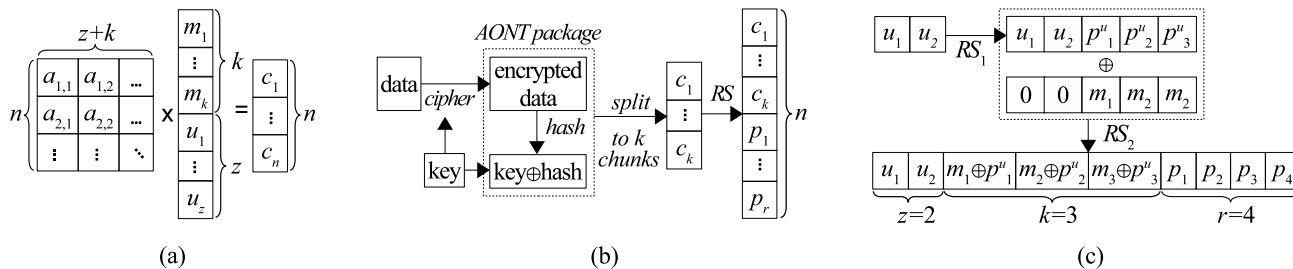 z+k
n
a1,1 a1,2 ...
a2,1 a2,2 ...
⋮ ⋮ ⋱
x
m1
⋮
mk
u1
⋮
uz
k
z
=
c1
⋮
cn
n
(a)
AONT package
data
cipher
key
encrypted
data
hash
key⊕hash
split
to k
chunks
c1
⋮
ck
RS
c1
⋮
ck
p1
⋮
pr
n
(b)
u1 u2
RS1
u1 u2 pu1 pu2 pu3
⊕
0 0 m1 m2 m2
RS2
u1 u2 m1⊕pu1 m2⊕pu2 m3⊕pu3 p1 p2 p3 p4
z=2 k=3 r=4
(c)